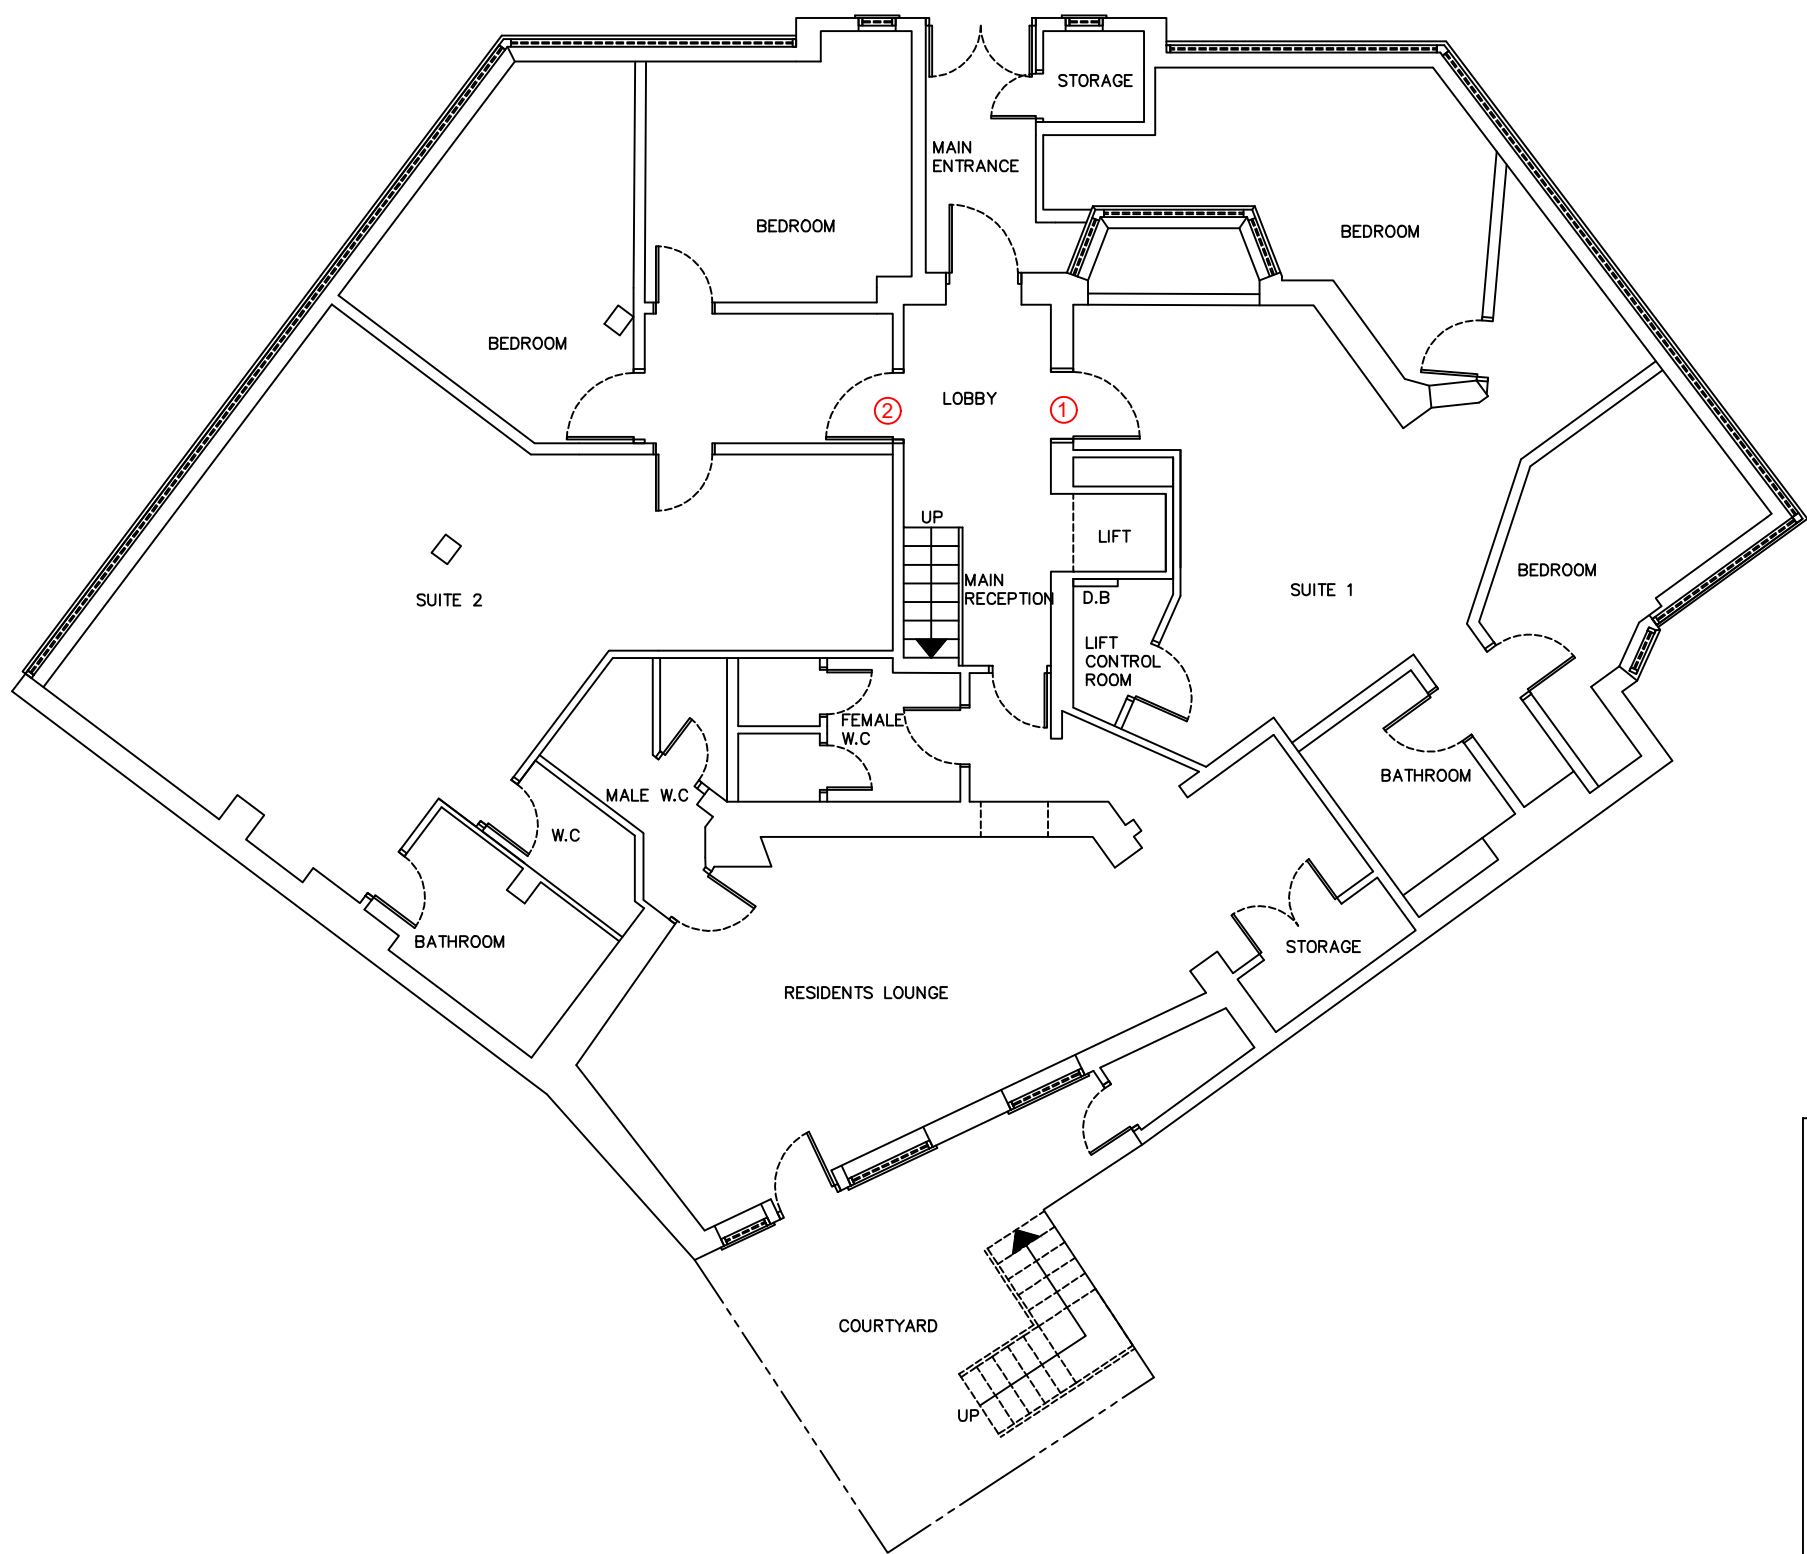 STORAGE
MAIN
ENTRANCE
BEDROOM
BEDROOM
BEDROOM
LOBBY
2
1
UP
LIFT
BEDROOM
MAIN
RECEPTION
D.B
SUITE 1
SUITE 2
LIFT
CONTROL
ROOM
FEMALE
W.C
BATHROOM
MALE W.C
W.C
BATHROOM
STORAGE
RESIDENTS LOUNGE
COURTYARD
UP